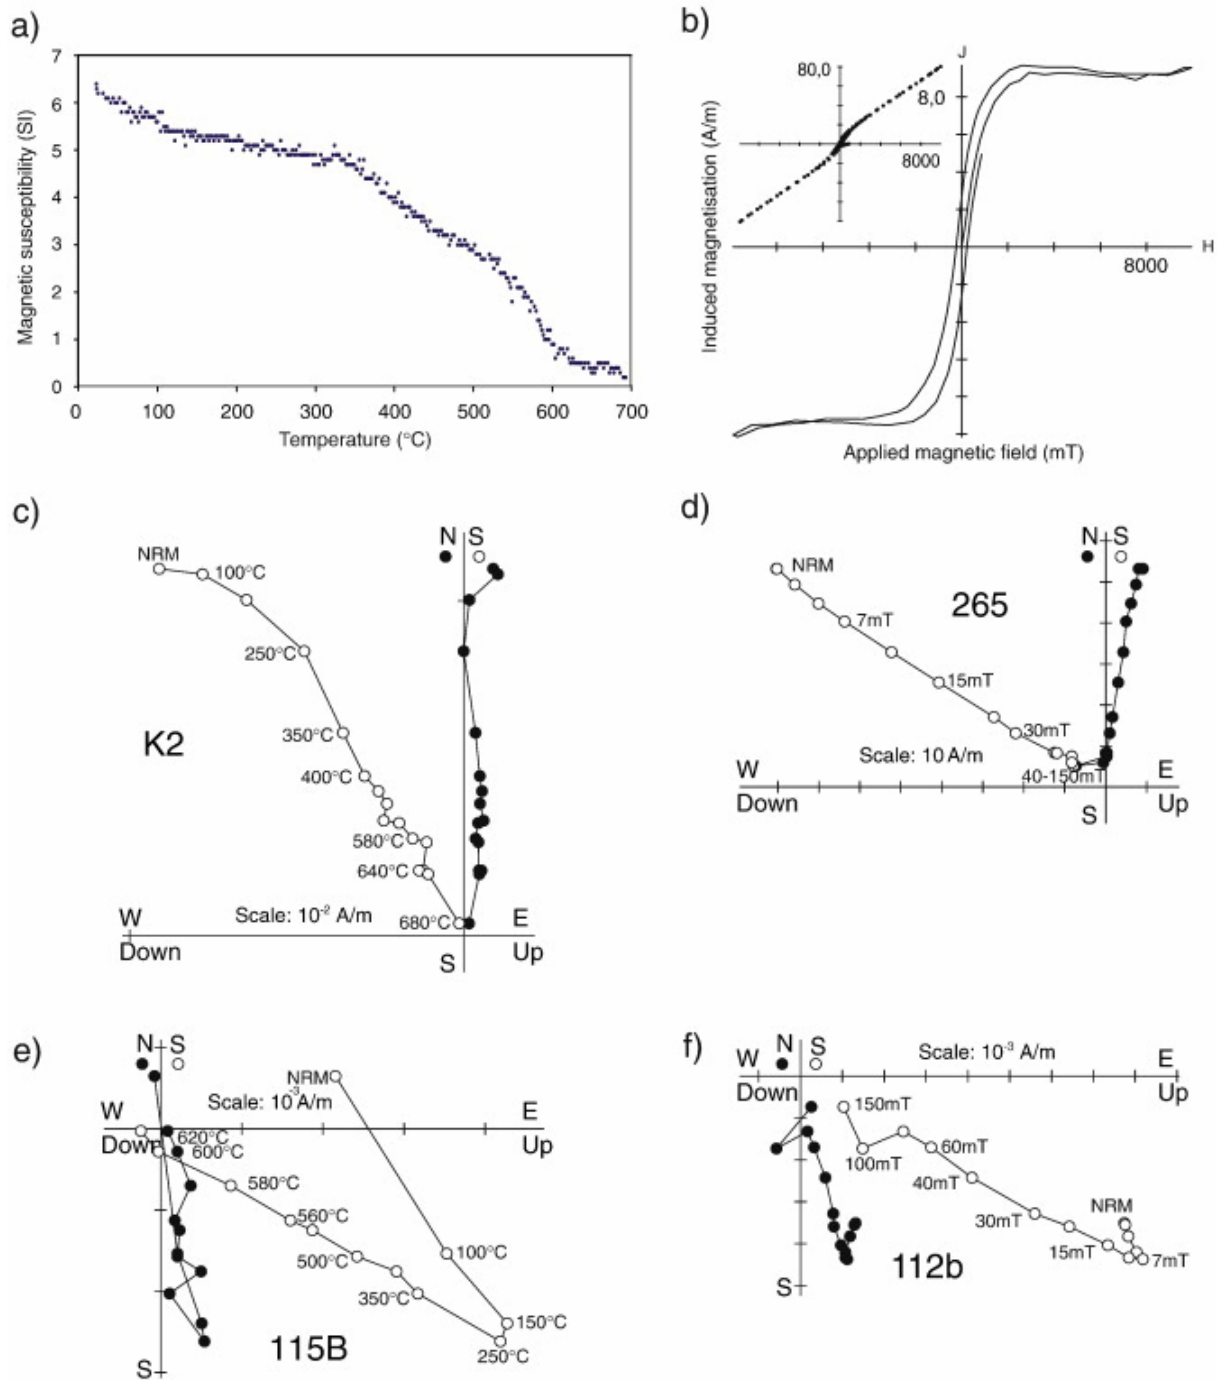 a)
7
6
5
4
3
2
1
0
Magnetic susceptibility (SI)
0 100 200 300 400 500 600 700
Temperature (°C)
b)
J
80,0
8000
8,0
H
8000
Induced magnetisation (A/m)
Applied magnetic field (mT)
c)
N S
NRM
100°C
250°C
350°C
K2
400°C
580°C
640°C
680°C
Scale: 10-2 A/m
W E
Down Up
S
d)
N S
NRM
265
7mT
15mT
30mT
Scale: 10 A/m
40-150mT
W E
Down Up
S
e)
N S
NRM
Scale: 10-3 A/m
W E
Down Up
620°C
600°C
580°C
560°C
500°C
100°C
350°C
150°C
115B
250°C
S
f)
W N S E
Scale: 10-3 A/m
Down Up
150mT
100mT
60mT
40mT
NRM
30mT
15mT
7mT
112b
S